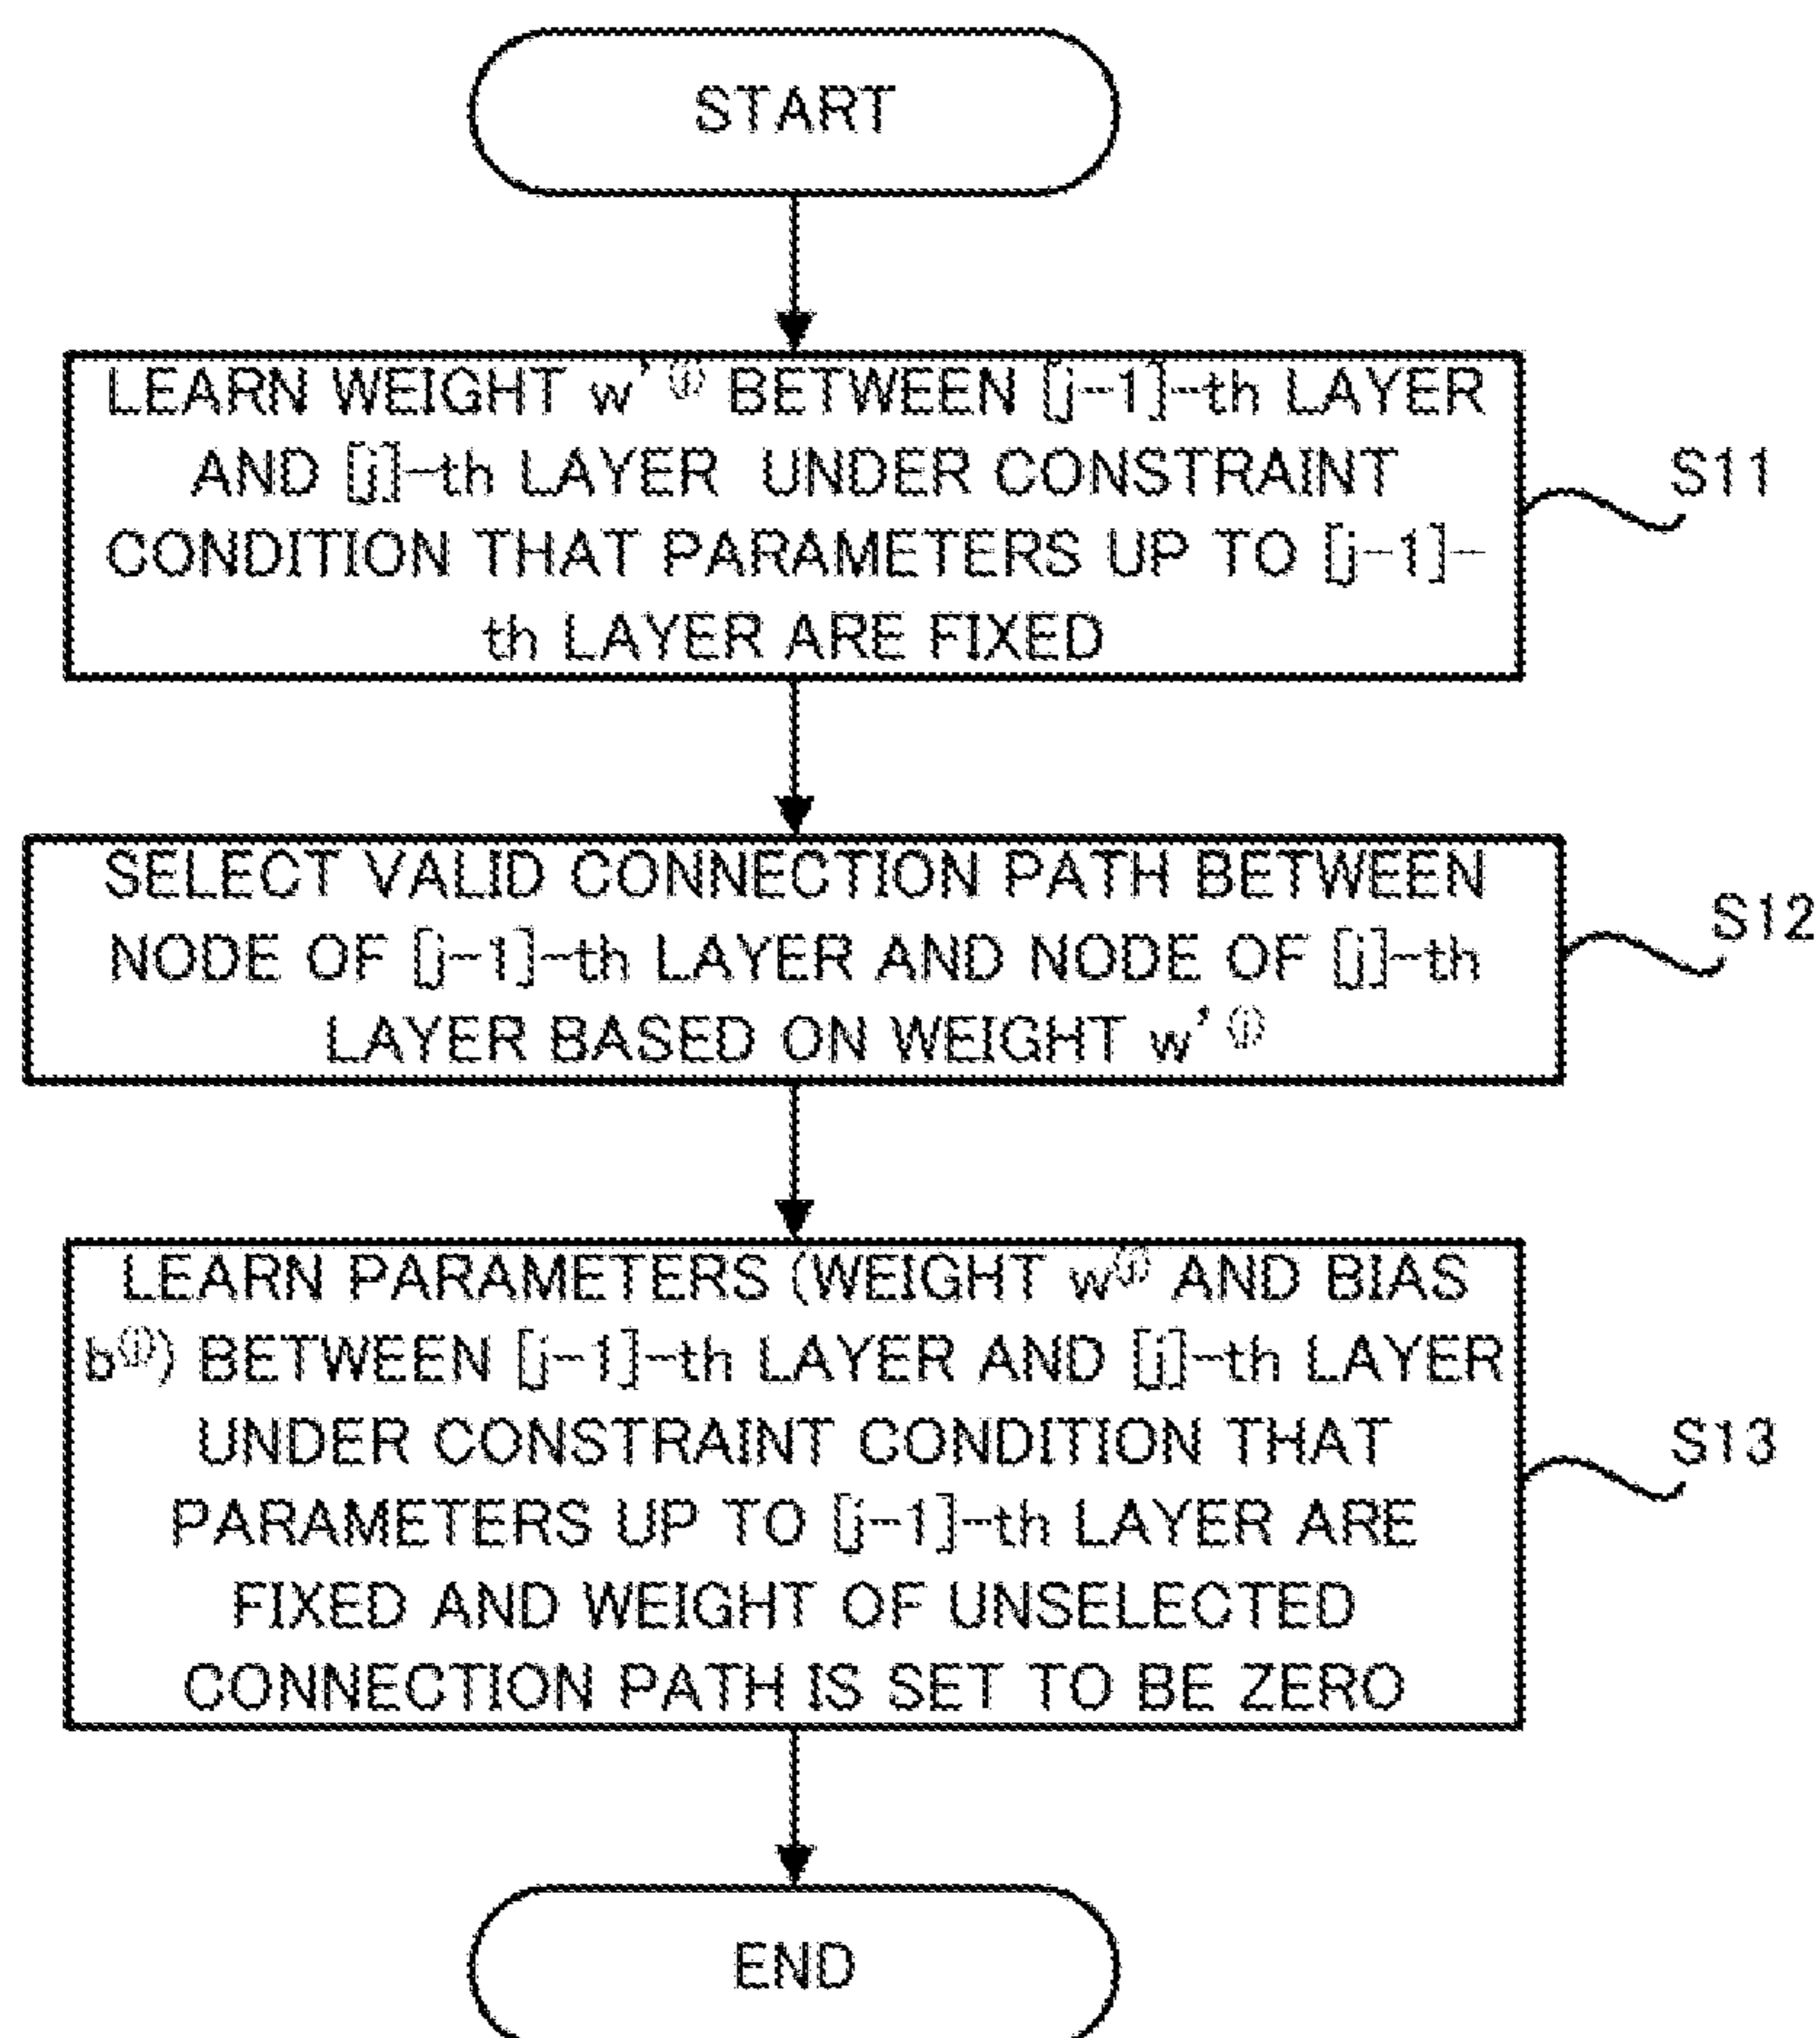 START
LEARN WEIGHT w'⁽ʲ⁾ BETWEEN [j-1]-th LAYER
AND [j]-th LAYER UNDER CONSTRAINT
CONDITION THAT PARAMETERS UP TO [j-1]-
th LAYER ARE FIXED
S11
SELECT VALID CONNECTION PATH BETWEEN
NODE OF [j-1]-th LAYER AND NODE OF [j]-th
LAYER BASED ON WEIGHT w'⁽ʲ⁾
S12
LEARN PARAMETERS (WEIGHT w⁽ʲ⁾ AND BIAS
b⁽ʲ⁾) BETWEEN [j-1]-th LAYER AND [j]-th LAYER
UNDER CONSTRAINT CONDITION THAT
PARAMETERS UP TO [j-1]-th LAYER ARE
FIXED AND WEIGHT OF UNSELECTED
CONNECTION PATH IS SET TO BE ZERO
S13
END